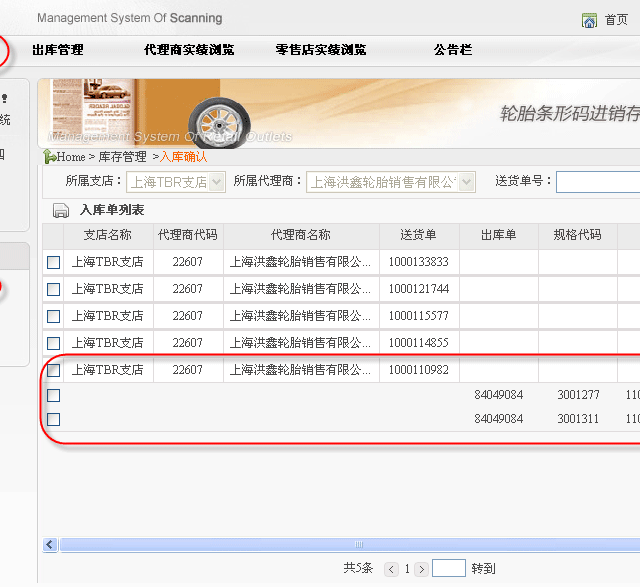 Management System Of Scanning
首页
出库管理 代理商实绩浏览 零售店实绩浏览 公告栏
统
GLOBAL READER
轮胎条形码进销存
Management System Of Retail Outlets
Home > 库存管理 >入库确认
所属支店： 上海TBR支店 所属代理商： 上海洪鑫轮胎销售有限公 送货单号：
入库单列表
支店名称 代理商代码 代理商名称 送货单 出库单 规格代码
上海TBR支店 22607 上海洪鑫轮胎销售有限公... 1000133833
上海TBR支店 22607 上海洪鑫轮胎销售有限公... 1000121744
上海TBR支店 22607 上海洪鑫轮胎销售有限公... 1000115577
上海TBR支店 22607 上海洪鑫轮胎销售有限公... 1000114855
上海TBR支店 22607 上海洪鑫轮胎销售有限公... 1000110982
84049084 3001277 110
84049084 3001311 110
共5条 < 1 > 转到